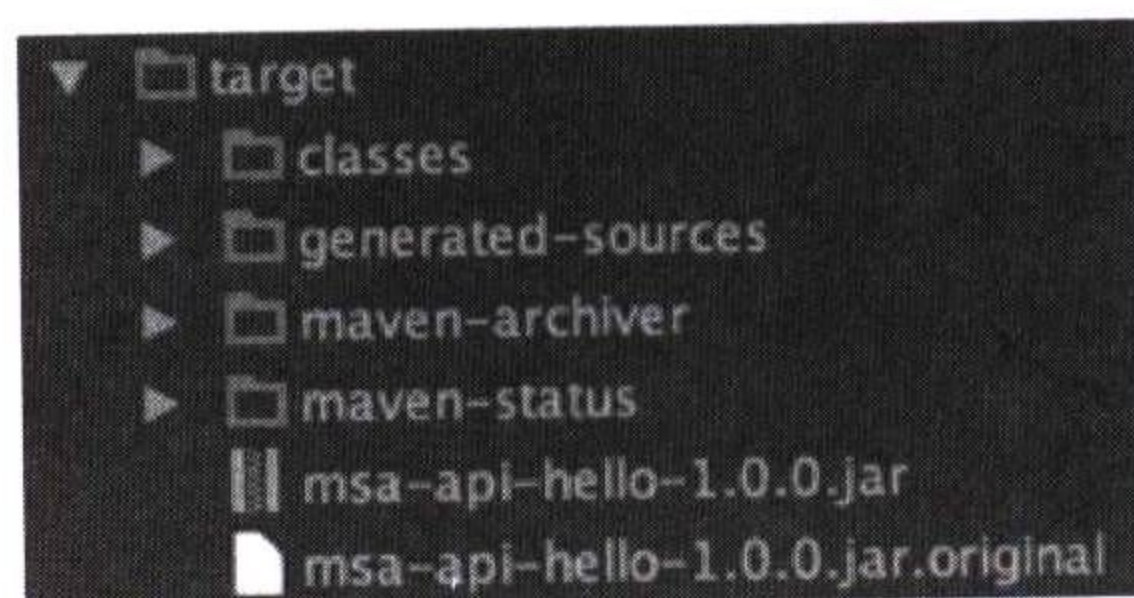 target
classes
generated-sources
maven-archiver
maven-status
msa-api-hello-1.0.0.jar
msa-api-hello-1.0.0.jar.original